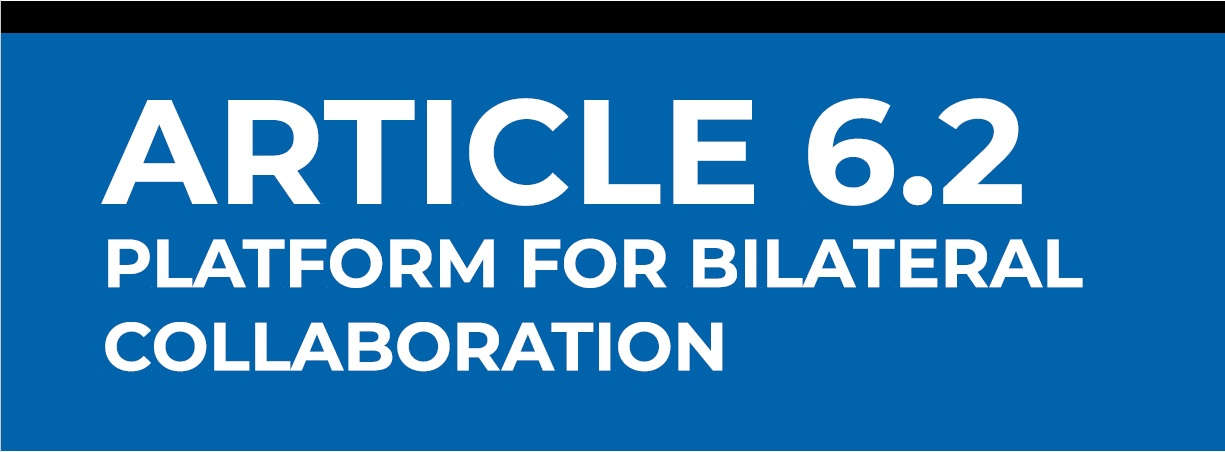 ARTICLE 6.2
PLATFORM FOR BILATERAL
COLLABORATION